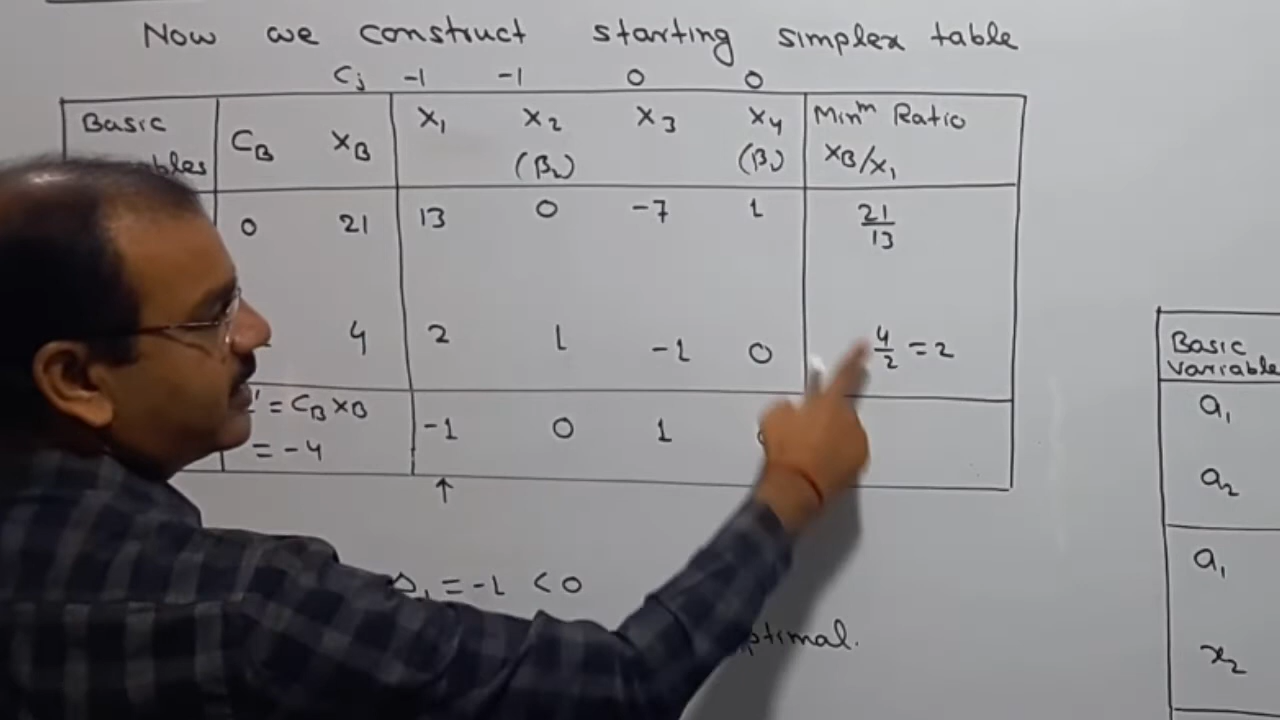 Now we construct starting simplex table
Cj -1 -1 0 0
Basic CB XB X1 X2 X3 X4 Minm Ratio
(β2) (β1) XB/X1
0 21 13 0 -7 1 21/13
4 2 1 -1 0 4/2 = 2
= CB XB -1 0 1
= -4
↑
Δ1 = -1 < 0
Basic
Variable
a1
a2
a1
x2